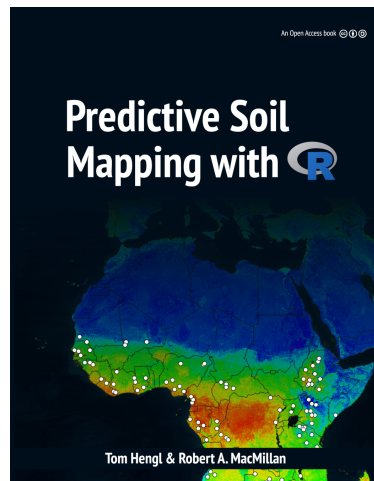 An Open Access book
Predictive Soil
Mapping with R
Tom Hengl & Robert A. MacMillan